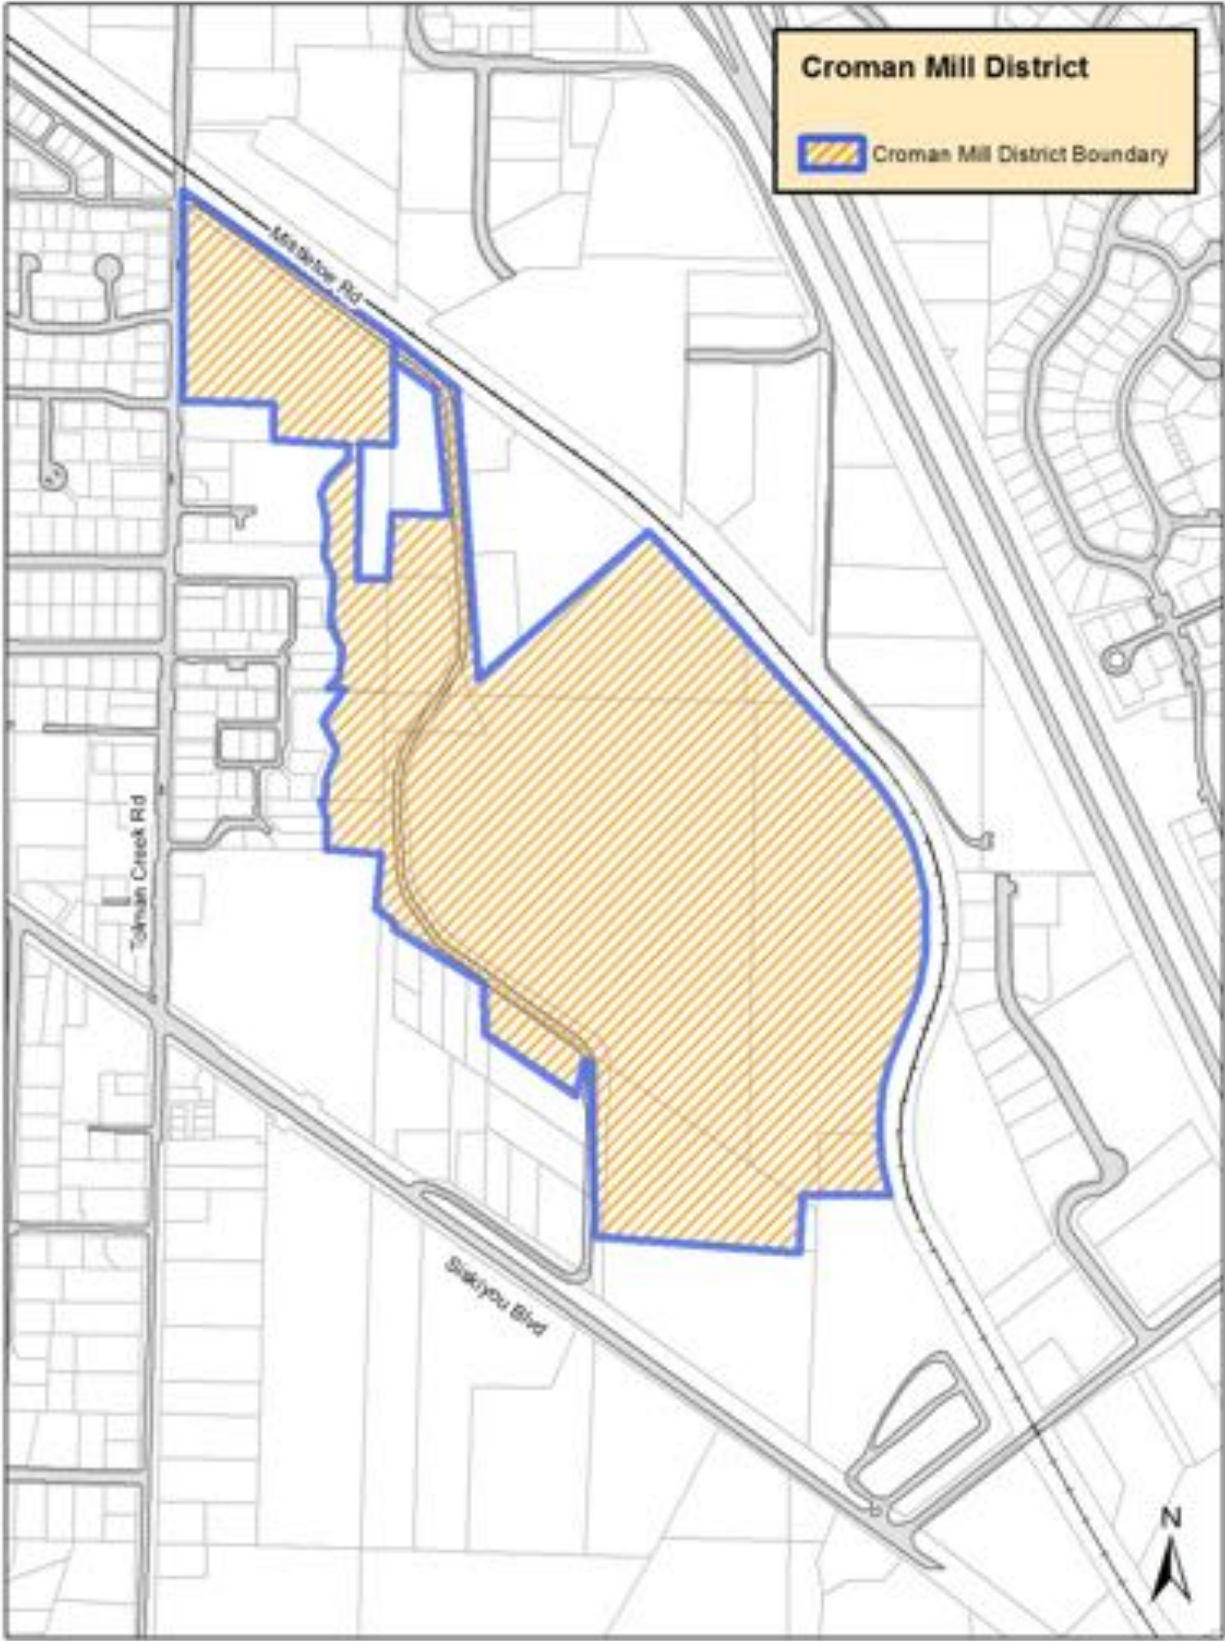 Croman Mill District
Croman Mill District Boundary
Mistletoe Rd
Tolman Creek Rd
Siskiyou Blvd
N